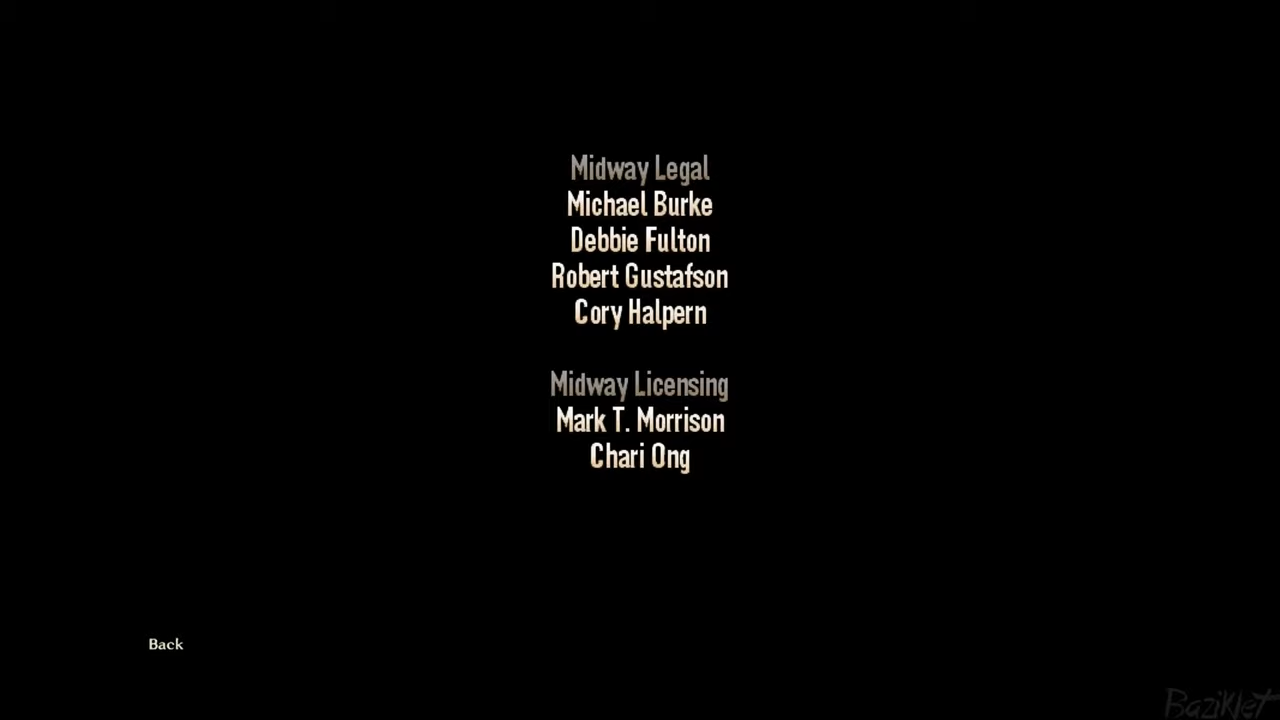 Midway Legal
Michael Burke
Debbie Fulton
Robert Gustafson
Cory Halpern
Midway Licensing
Mark T. Morrison
Chari Ong
Back
Baziklet